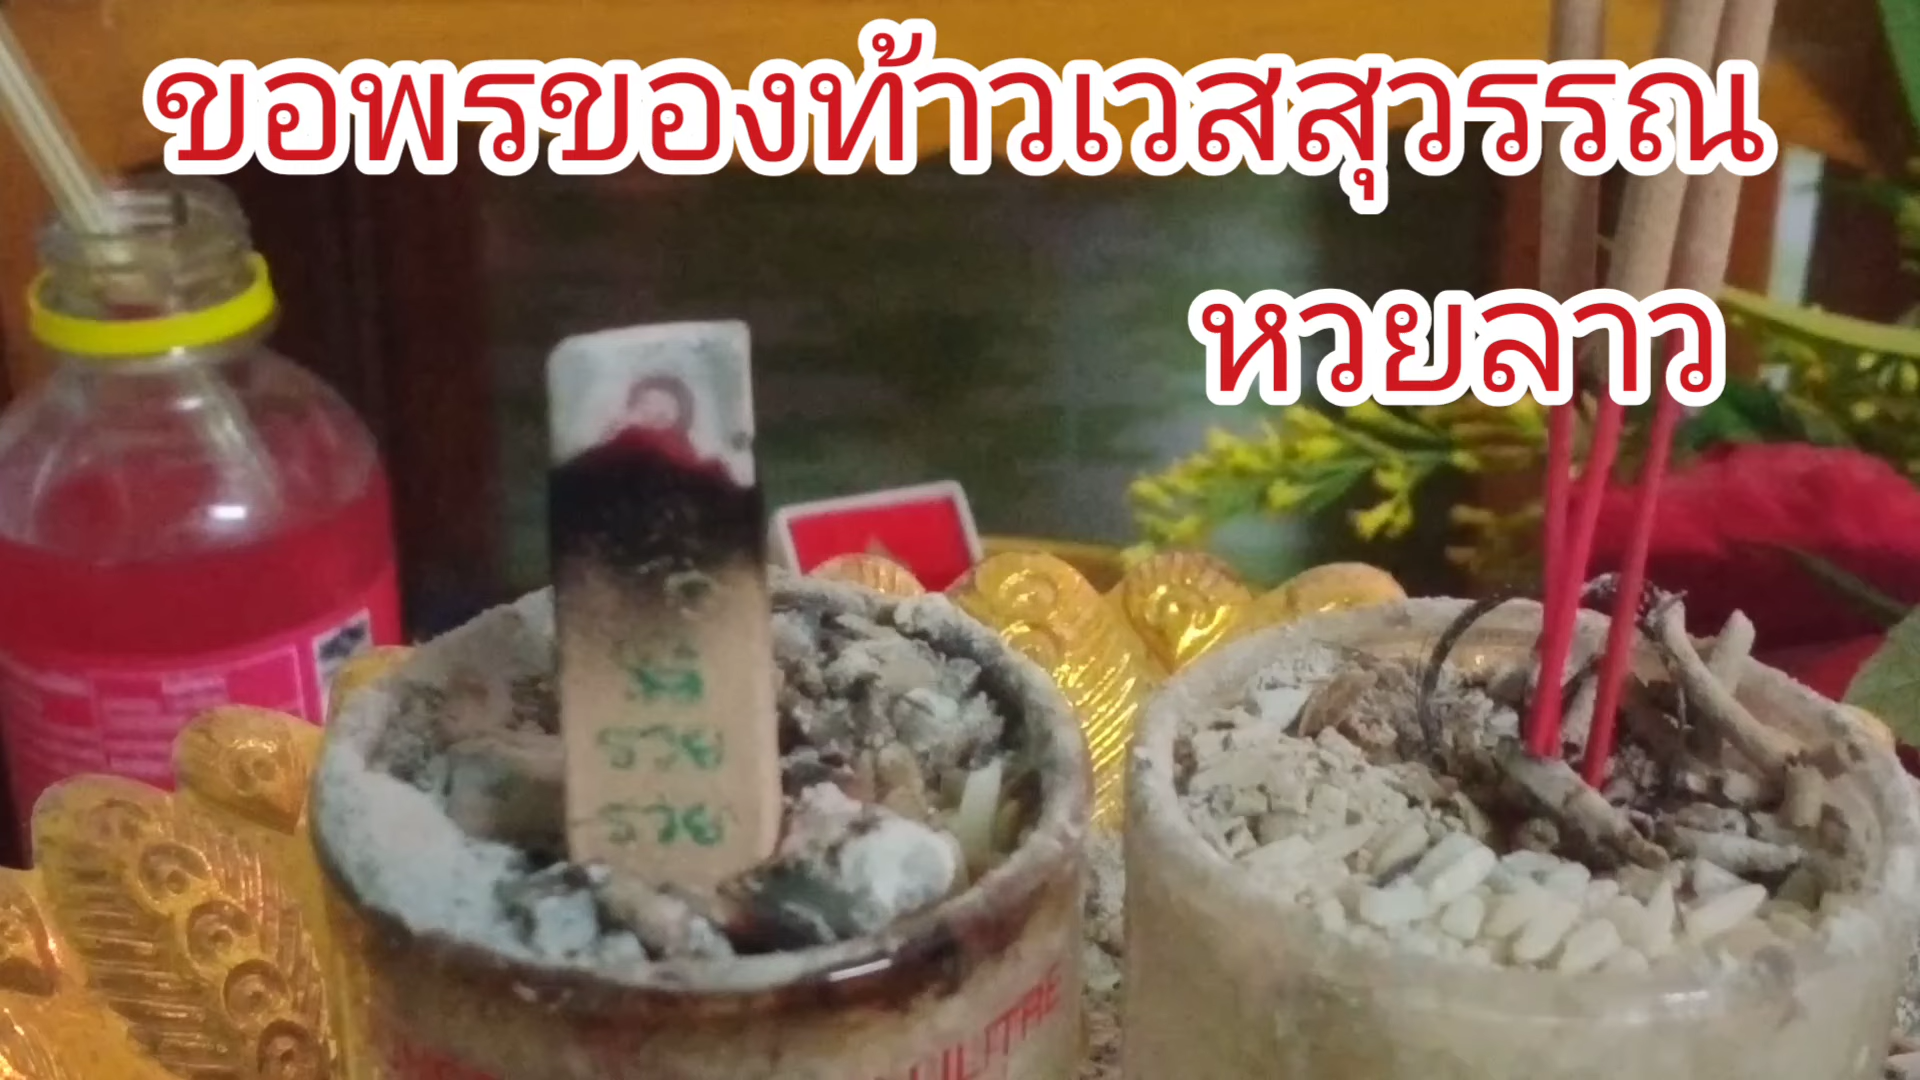 ขอพรของท้าวเวสสุวรรณ
หวยลาว
รวย
รวย